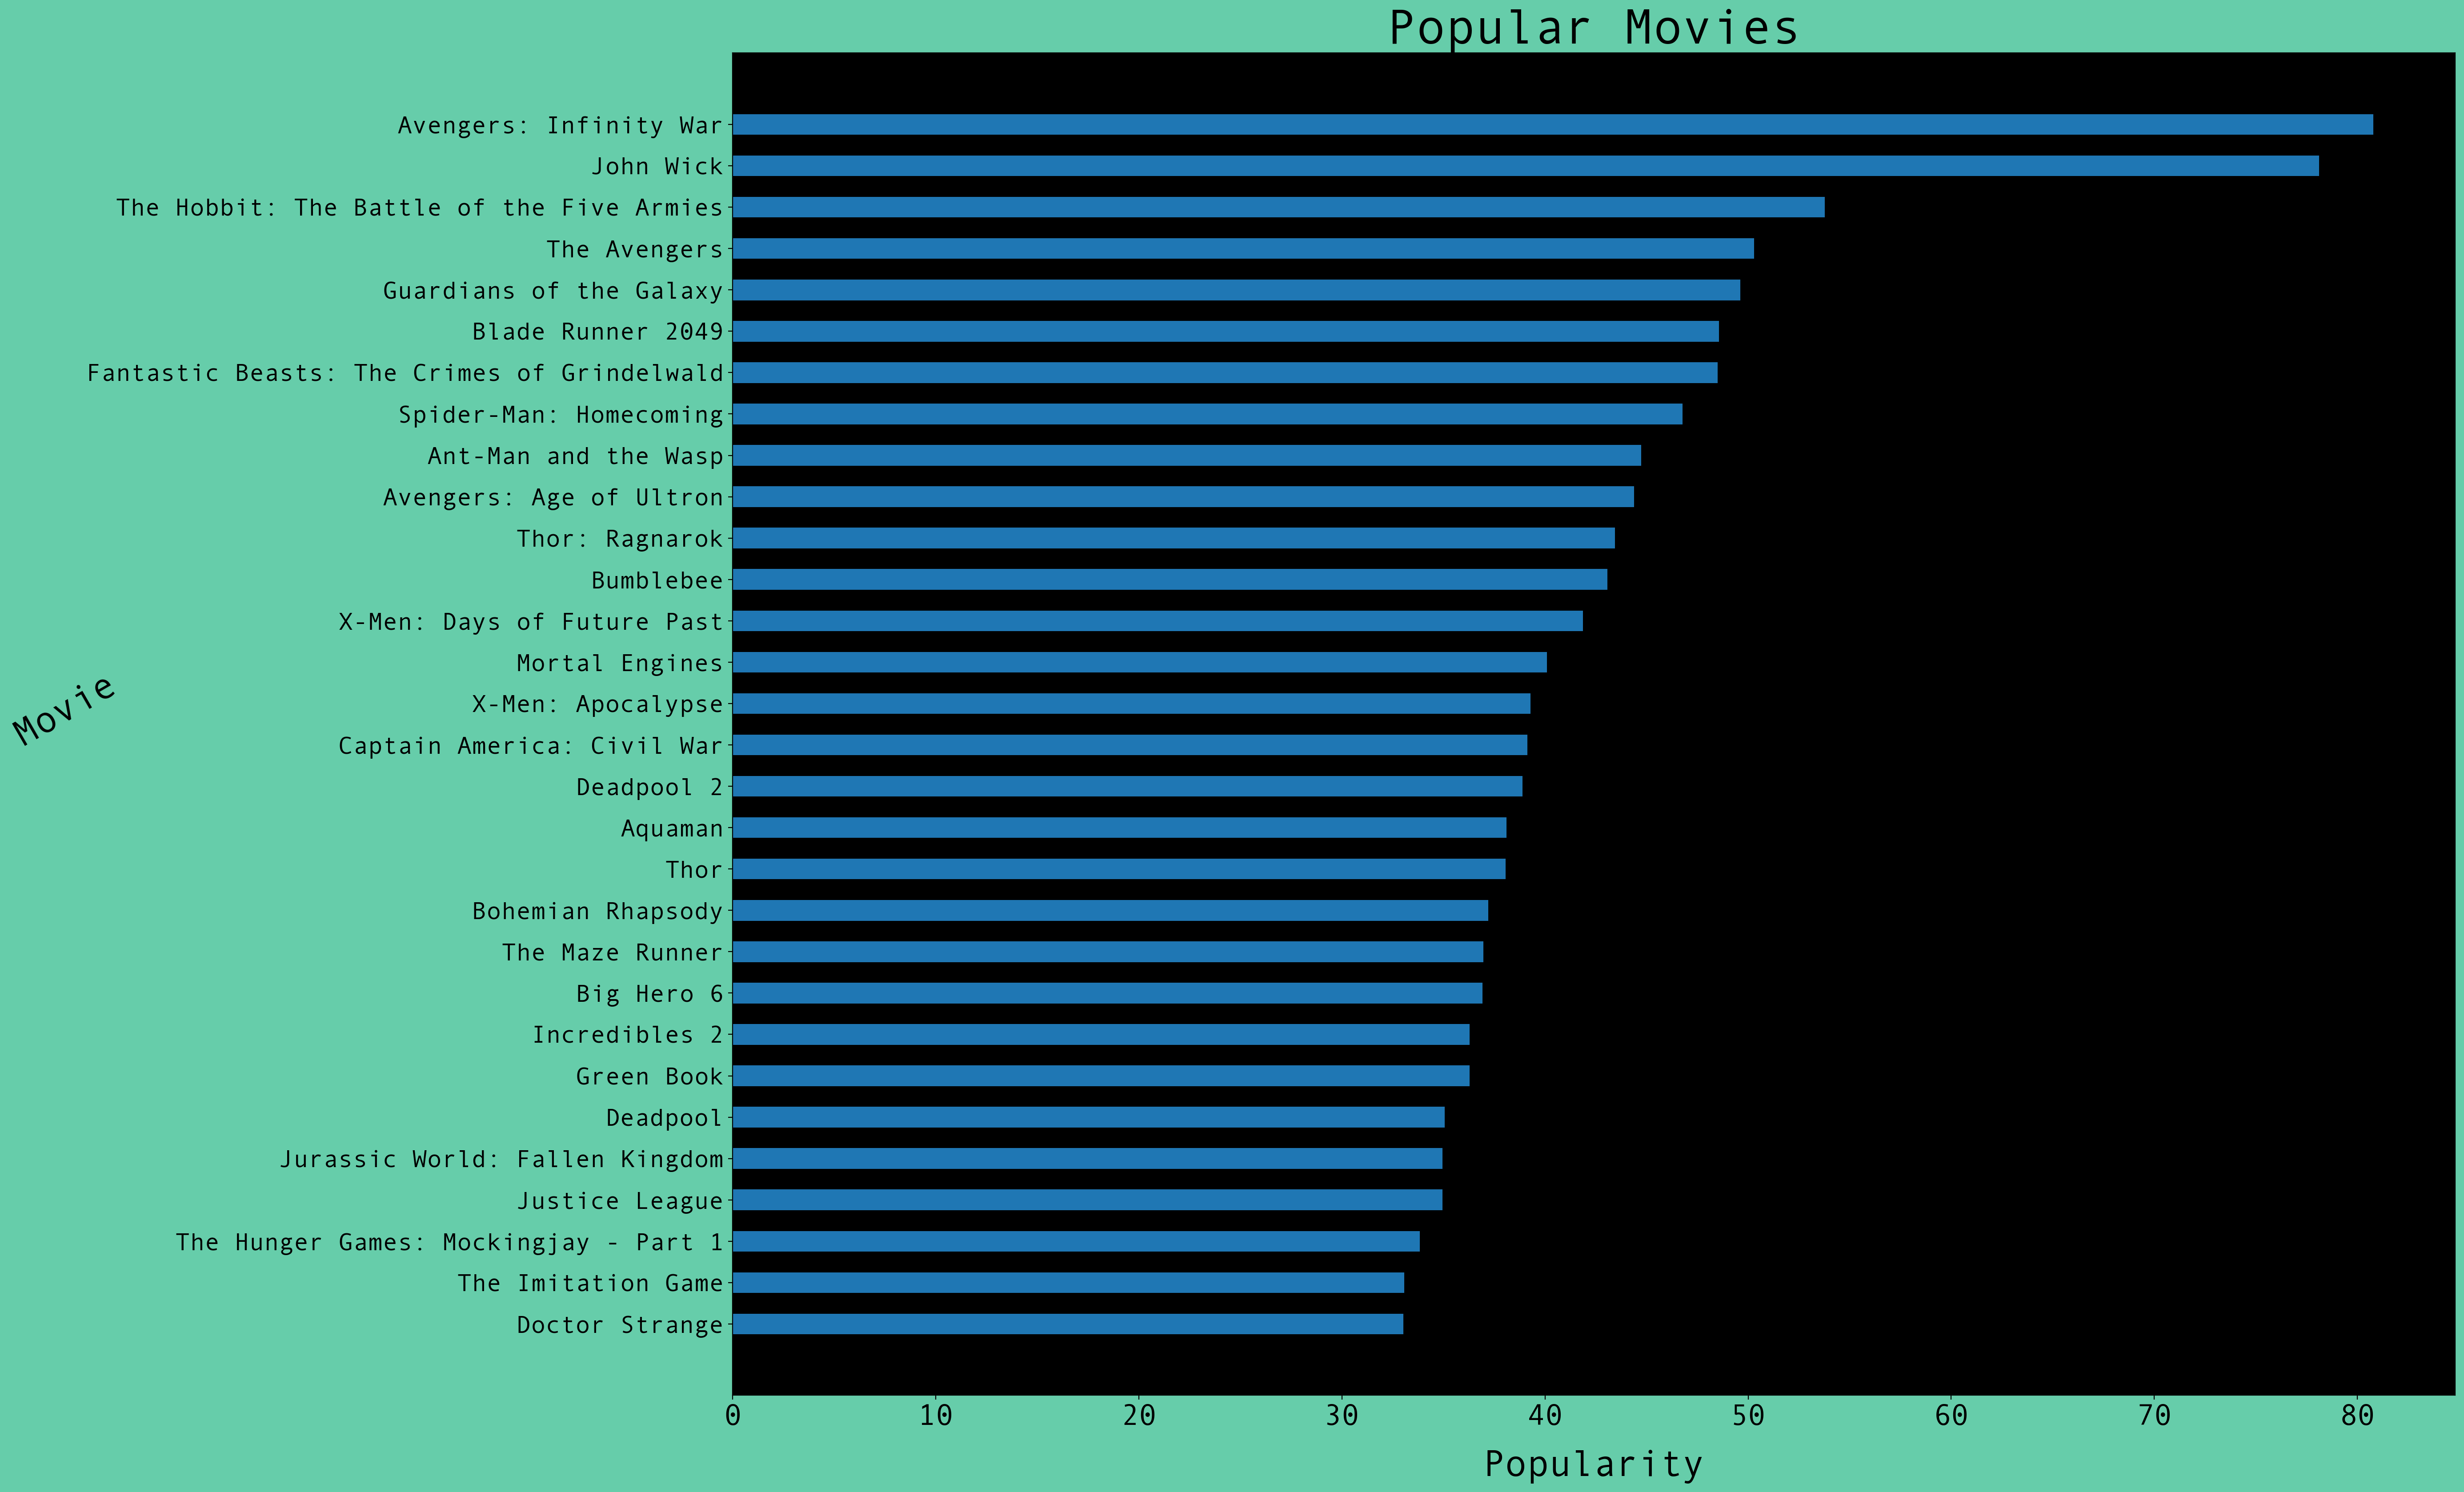 Popular Movies
Avengers: Infinity War
John Wick
The Hobbit: The Battle of the Five Armies
The Avengers
Guardians of the Galaxy
Blade Runner 2049
Fantastic Beasts: The Crimes of Grindelwald
Spider-Man: Homecoming
Ant-Man and the Wasp
Avengers: Age of Ultron
Thor: Ragnarok
Bumblebee
X-Men: Days of Future Past
Mortal Engines
X-Men: Apocalypse
Captain America: Civil War
Deadpool 2
Aquaman
Thor
Bohemian Rhapsody
The Maze Runner
Big Hero 6
Incredibles 2
Green Book
Deadpool
Jurassic World: Fallen Kingdom
Justice League
The Hunger Games: Mockingjay - Part 1
The Imitation Game
Doctor Strange
Movie
0 10 20 30 40 50 60 70 80
Popularity